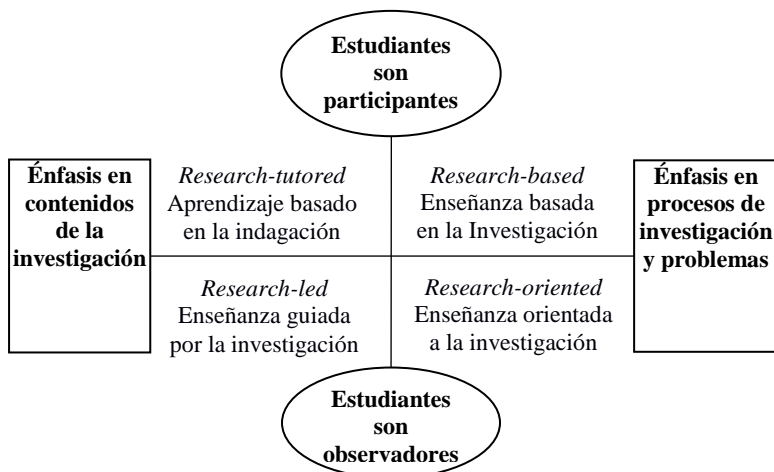 Estudiantes
son
participantes
Énfasis en
contenidos
de la
investigación
Research-tutored
Aprendizaje basado
en la indagación
Research-based
Enseñanza basada
en la Investigación
Énfasis en
procesos de
investigación
y problemas
Research-led
Enseñanza guiada
por la investigación
Research-oriented
Enseñanza orientada
a la investigación
Estudiantes
son
observadores